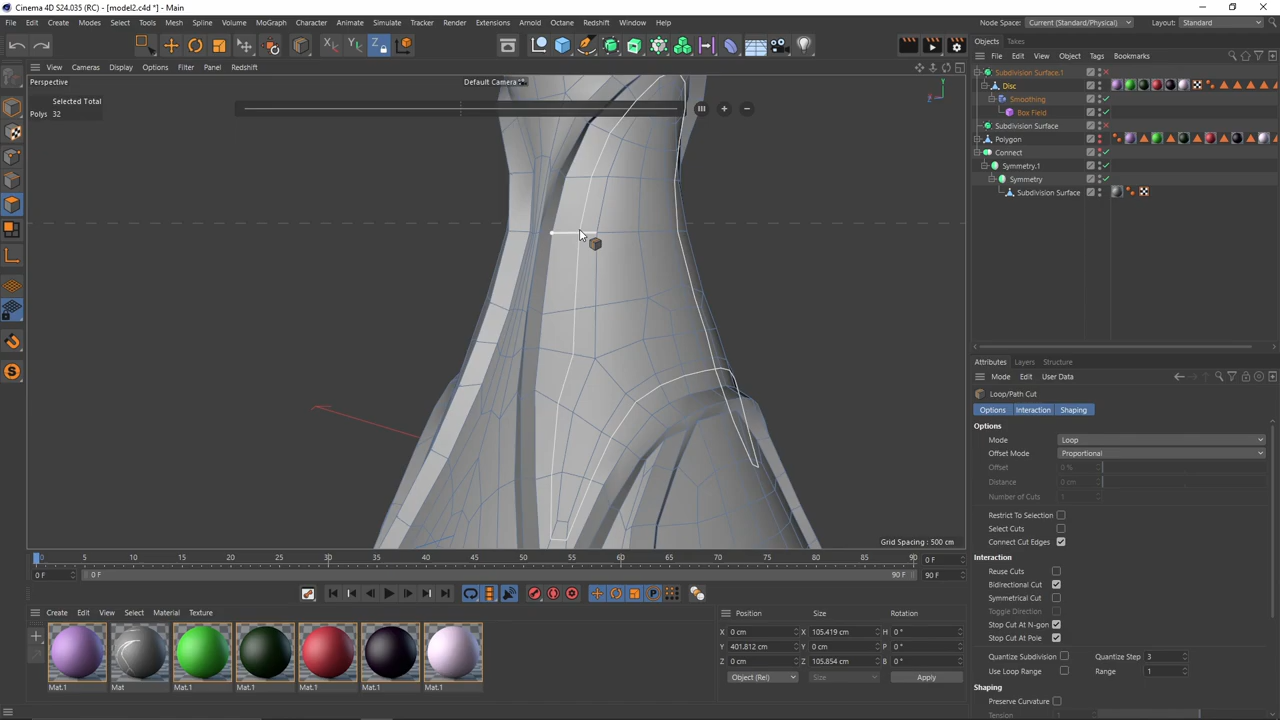 Cinema 4D S24.035 (RC) - [model2.c4d *] - Main
File Edit Create Modes Select Tools Mesh Spline Volume MoGraph Character Animate Simulate Tracker Render Extensions Arnold Octane Redshift Window Help Node Space: Current (Standard/Physical) Layout: Standard
Objects Takes
File Edit View Object Tags Bookmarks
View Cameras Display Options Filter Panel Redshift
Perspective Default Camera
Selected Total
Polys 32
Subdivision Surface.1
Disc
Smoothing
Box Field
Subdivision Surface
Polygon
Connect
Symmetry.1
Symmetry
Subdivision Surface
Attributes Layers Structure
Mode Edit User Data
Loop/Path Cut
Options Interaction Shaping
Options
Mode Loop
Offset Mode Proportional
Offset 0 %
Distance 0 cm
Number of Cuts 1
Restrict To Selection
Select Cuts
Connect Cut Edges
Interaction
Reuse Cuts
Bidirectional Cut
Symmetrical Cut
Toggle Direction
Stop Cut At N-gon
Stop Cut At Pole
Quantize Subdivision Quantize Step 3
Use Loop Range Range 1
Shaping
Preserve Curvature
Tension
Grid Spacing : 500 cm
0 5 10 15 20 25 30 35 40 45 50 55 60 65 70 75 80 85 90 0 F
0 F 0 F 90 F 90 F
Create Edit View Select Material Texture
Mat.1 Mat Mat.1 Mat.1 Mat.1 Mat.1 Mat.1
Position Size Rotation
X 0 cm X 105.419 cm H 0 °
Y 401.812 cm Y 0 cm P 0 °
Z 0 cm Z 105.854 cm B 0 °
Object (Rel) Size Apply